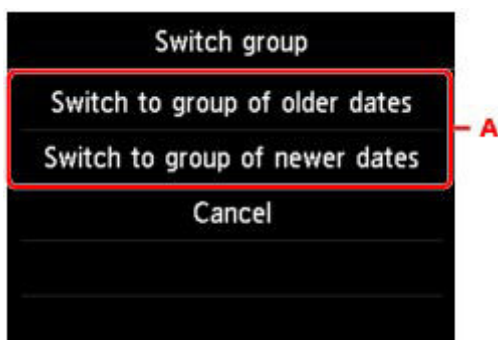 Switch group
Switch to group of older dates
A
Switch to group of newer dates
Cancel